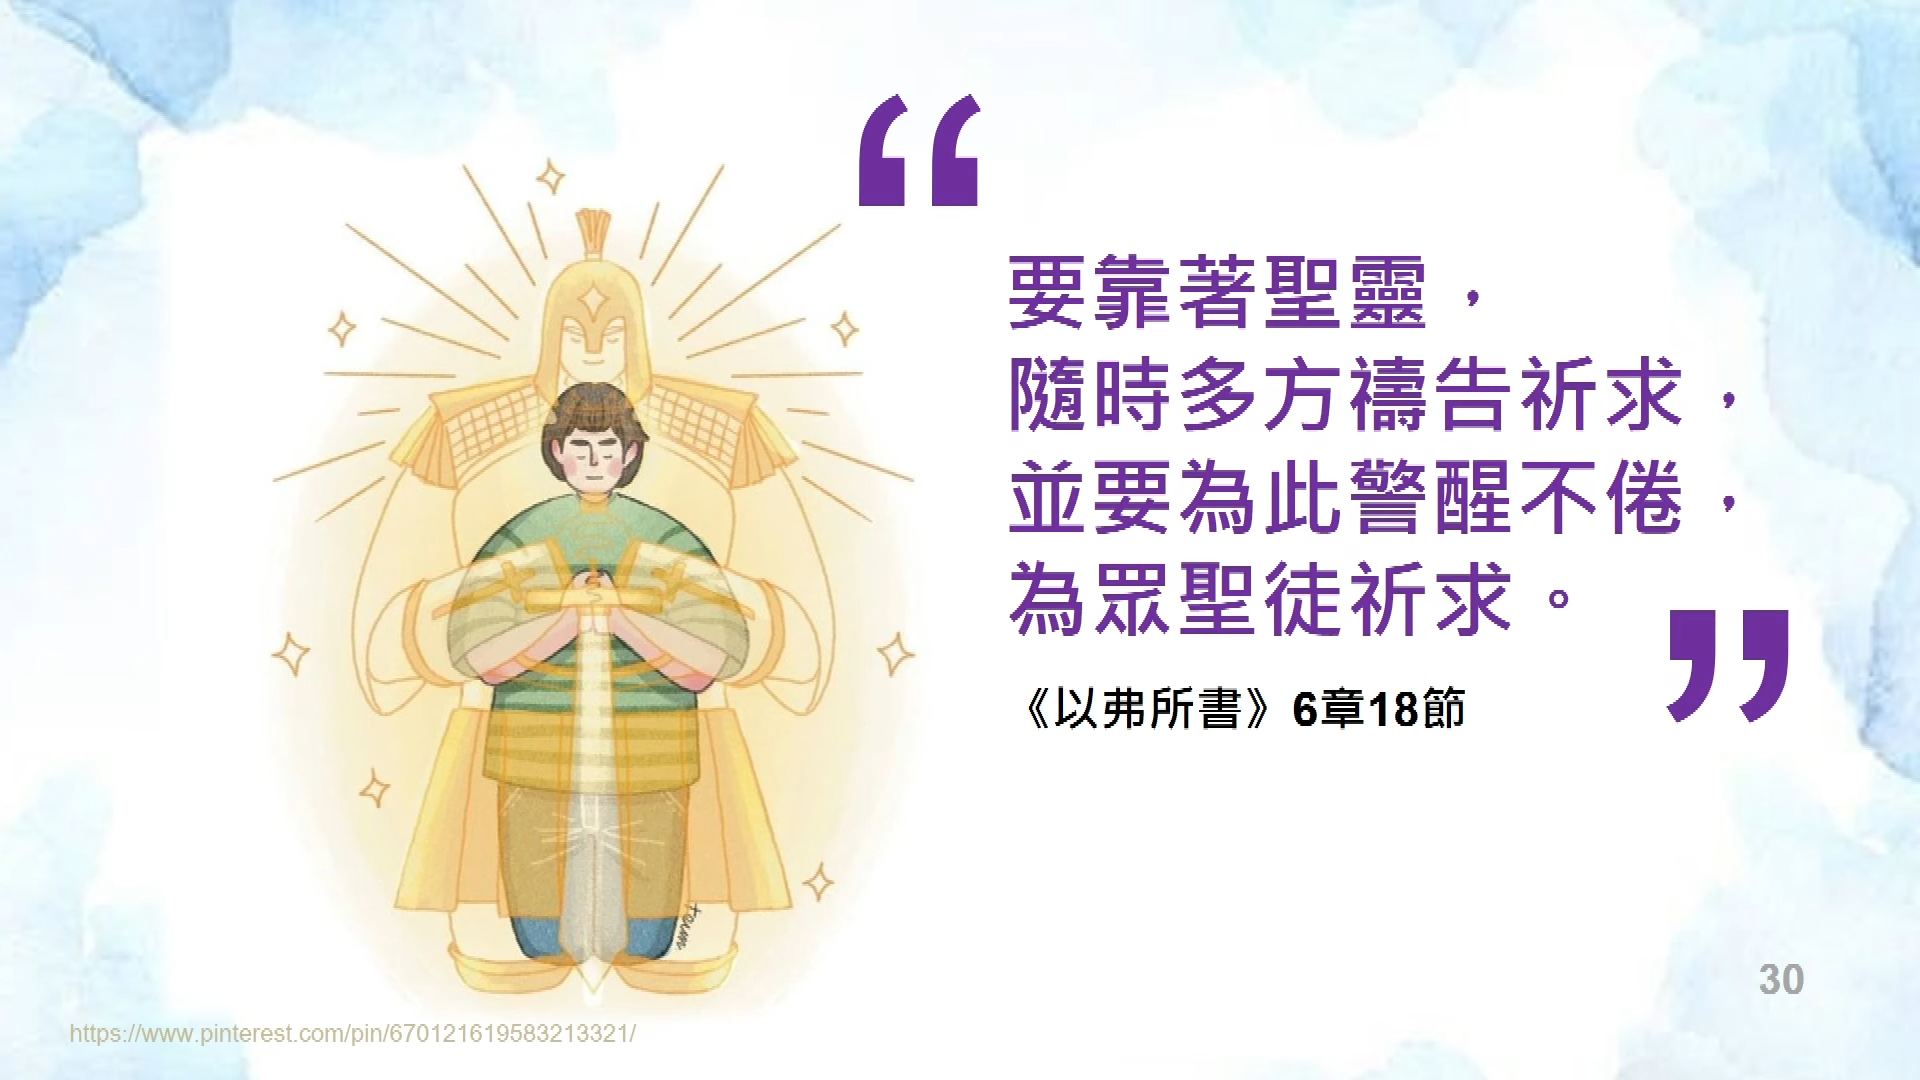 “
要靠著聖靈，
隨時多方禱告祈求，
並要為此警醒不倦，
為眾聖徒祈求。
”
《以弗所書》6章18節
30
https://www.pinterest.com/pin/670121619583213321/